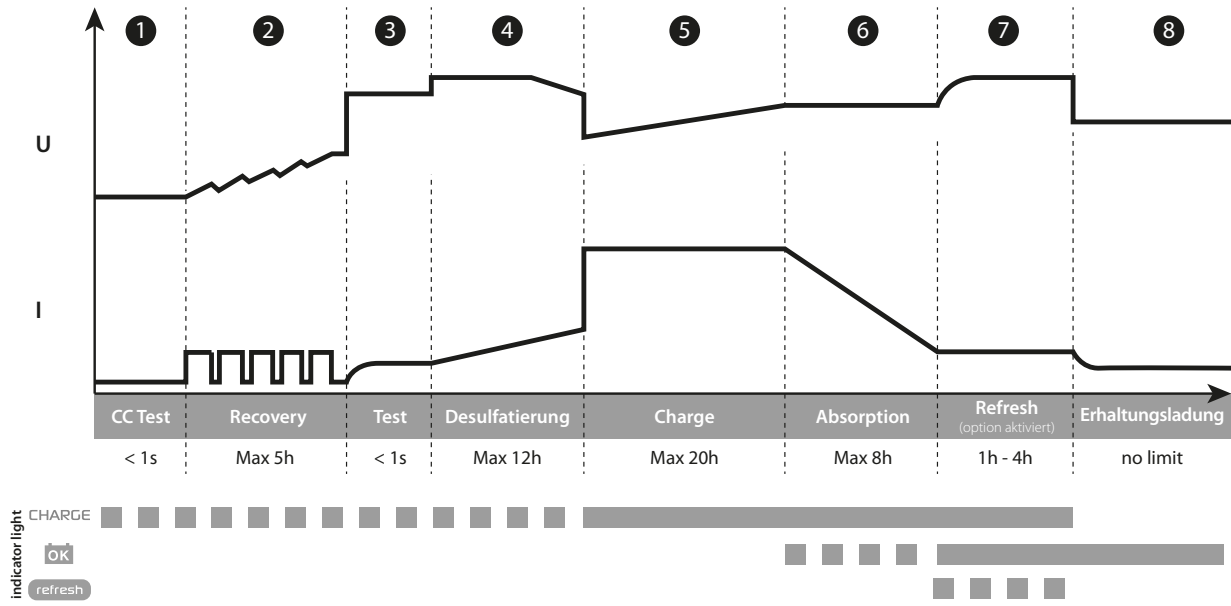 1 2 3 4 5 6 7 8
U
I
CC Test Recovery Test Desulfatierung Charge Absorption Refresh Erhaltungsladung
(option aktiviert)
< 1s Max 5h < 1s Max 12h Max 20h Max 8h 1h - 4h no limit
indicator light
CHARGE
OK
refresh